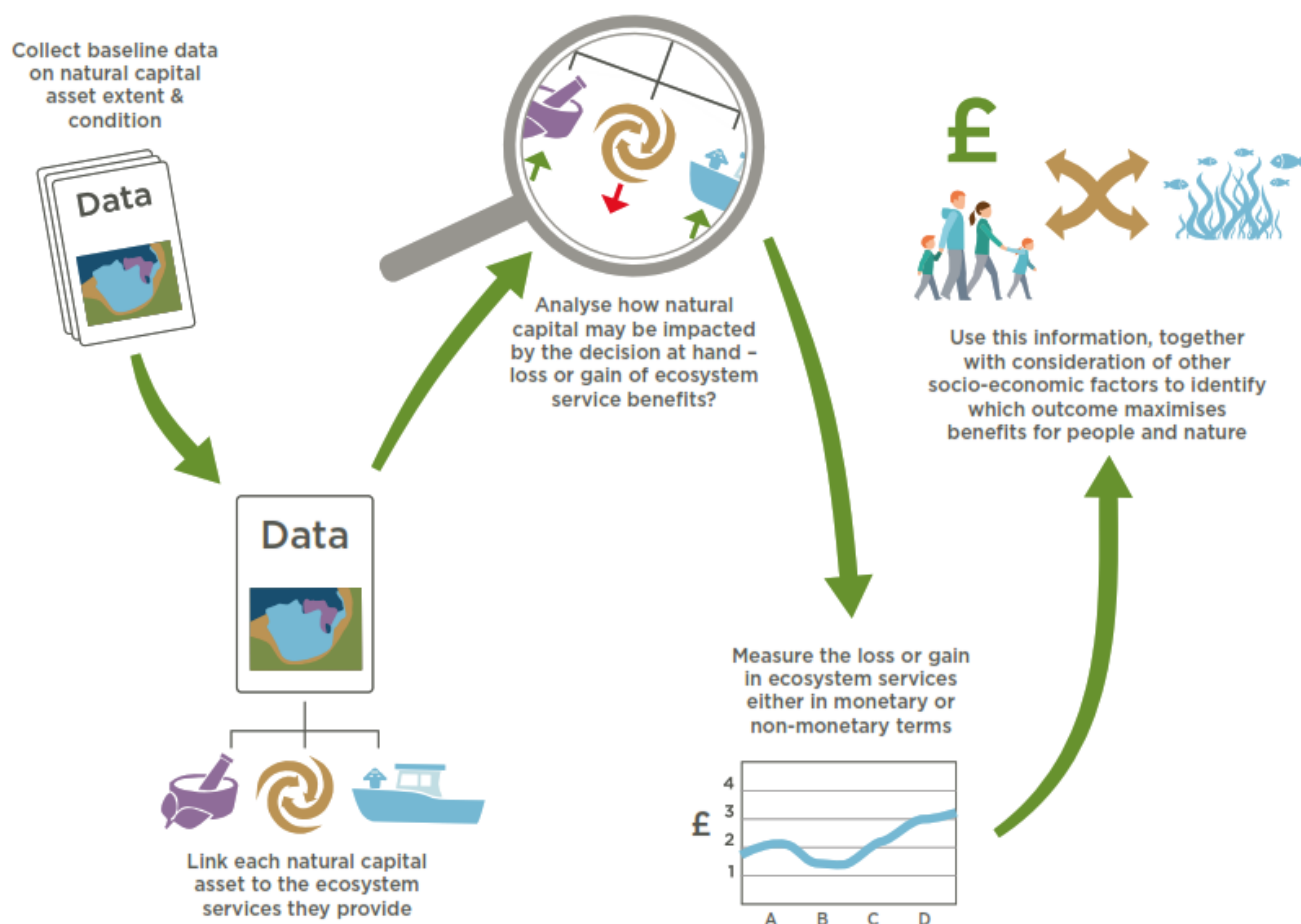 Collect baseline data
on natural capital
asset extent &
condition
Data
Data
Link each natural capital
asset to the ecosystem
services they provide
Analyse how natural
capital may be impacted
by the decision at hand –
loss or gain of ecosystem
service benefits?
Measure the loss or gain
in ecosystem services
either in monetary or
non-monetary terms
£
4
3
2
1
A B C D
£
Use this information, together
with consideration of other
socio-economic factors to identify
which outcome maximises
benefits for people and nature